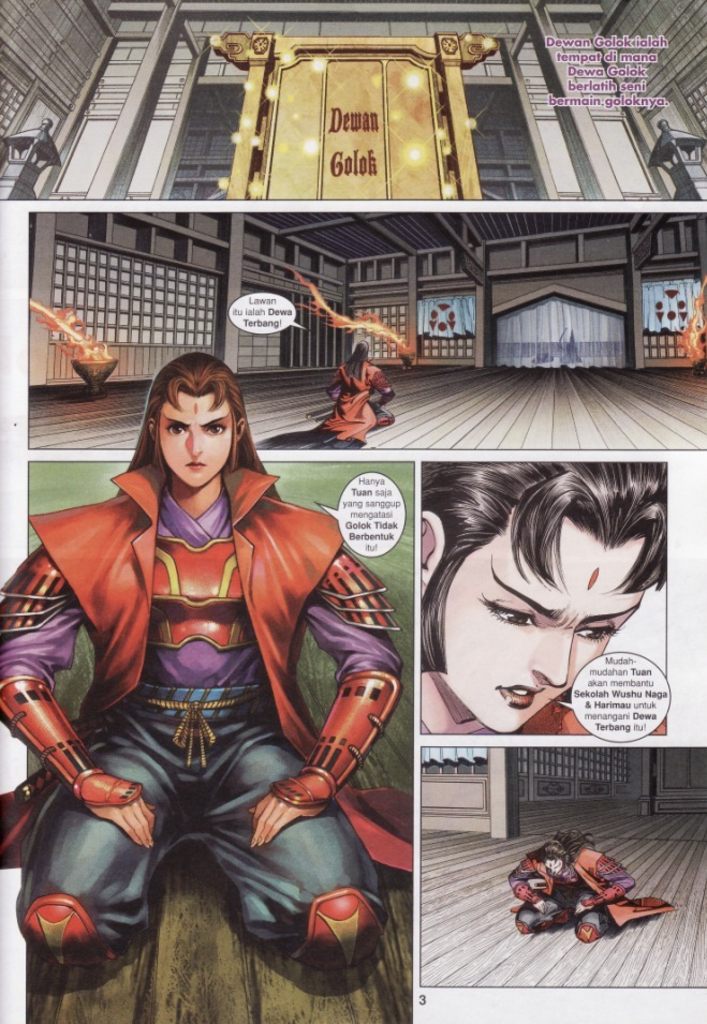 Dewan Golok ialah
tempat di mana
Dewa Golok
berlatih seni
bermain goloknya.
Dewan
Golok
Lawan
itu ialah Dewa
Terbang!
Hanya
Tuan saja
yang sanggup
mengatasi
Golok Tidak
Berbentuk
itu!
Mudah-
mudahan Tuan
akan membantu
Sekolah Wushu Naga
& Harimau untuk
menangani Dewa
Terbang itu!
3